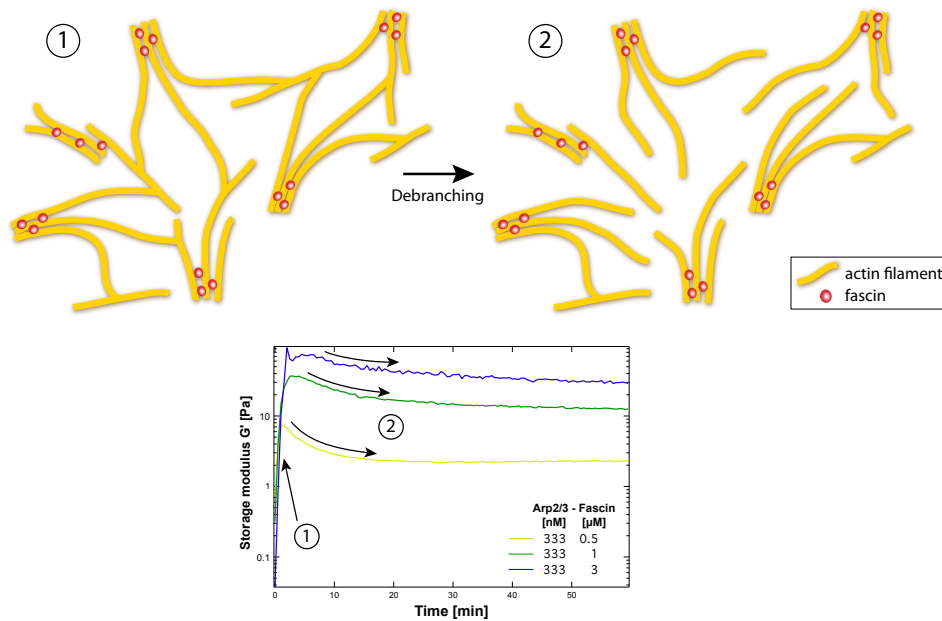 1
2
Debranching
actin filament
fascin
Storage modulus G' [Pa]
10
1
0.1
2
1
Arp2/3 - Fascin
[nM] [µM]
333 0.5
333 1
333 3
0 10 20 30 40 50
Time [min]